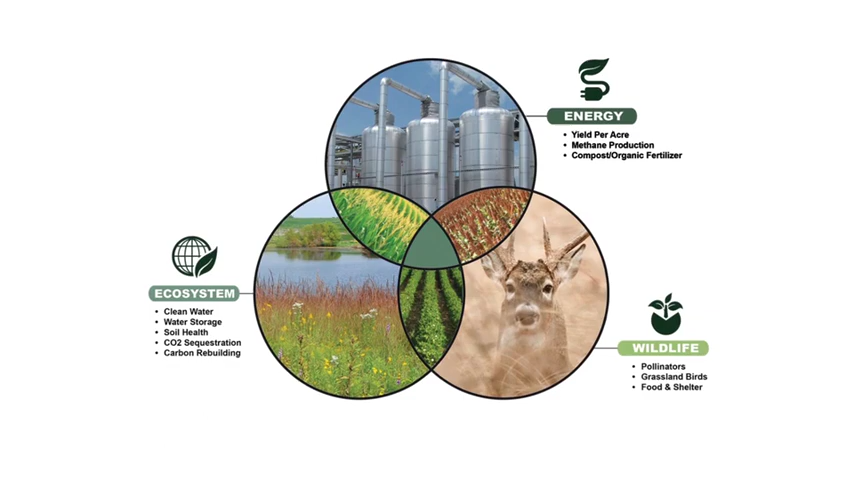 ENERGY
• Yield Per Acre
• Methane Production
• Compost/Organic Fertilizer
ECOSYSTEM
• Clean Water
• Water Storage
• Soil Health
• CO2 Sequestration
• Carbon Rebuilding
WILDLIFE
• Pollinators
• Grassland Birds
• Food & Shelter